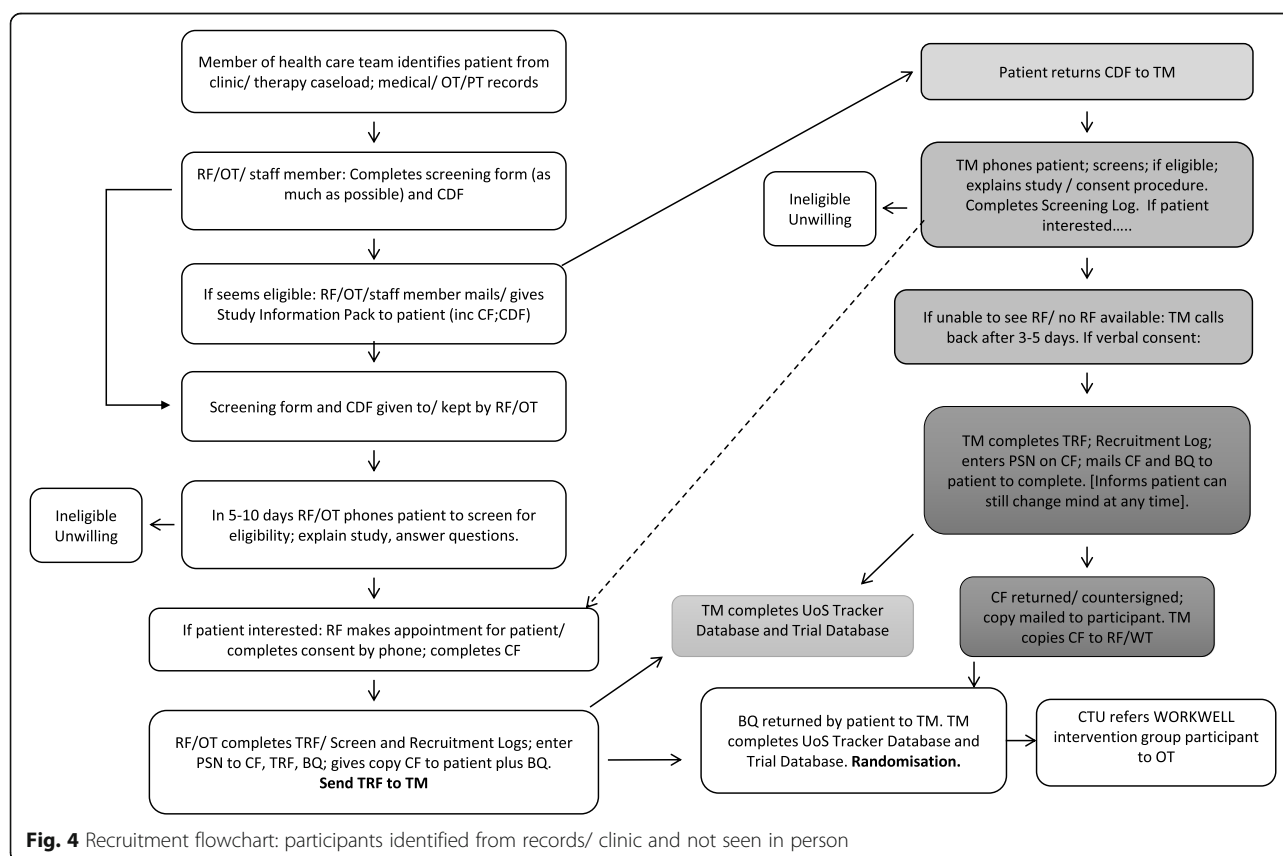 Member of health care team identifies patient from
clinic/ therapy caseload; medical/ OT/PT records
RF/OT/ staff member: Completes screening form (as
much as possible) and CDF
If seems eligible: RF/OT/staff member mails/ gives
Study Information Pack to patient (inc CF;CDF)
Screening form and CDF given to/ kept by RF/OT
Ineligible
Unwilling
In 5-10 days RF/OT phones patient to screen for
eligibility; explain study, answer questions.
If patient interested: RF makes appointment for patient/
completes consent by phone; completes CF
RF/OT completes TRF/ Screen and Recruitment Logs; enter
PSN to CF, TRF, BQ; gives copy CF to patient plus BQ.
Send TRF to TM
Patient returns CDF to TM
TM phones patient; screens; if eligible;
explains study / consent procedure.
Completes Screening Log.  If patient
interested…..
Ineligible
Unwilling
If unable to see RF/ no RF available: TM calls
back after 3-5 days. If verbal consent:
TM completes TRF; Recruitment Log;
enters PSN on CF; mails CF and BQ to
patient to complete. [Informs patient can
still change mind at any time].
TM completes UoS Tracker
Database and Trial Database
CF returned/ countersigned;
copy mailed to participant. TM
copies CF to RF/WT
BQ returned by patient to TM. TM
completes UoS Tracker Database and
Trial Database. Randomisation.
CTU refers WORKWELL
intervention group participant
to OT
Fig. 4 Recruitment flowchart: participants identified from records/ clinic and not seen in person